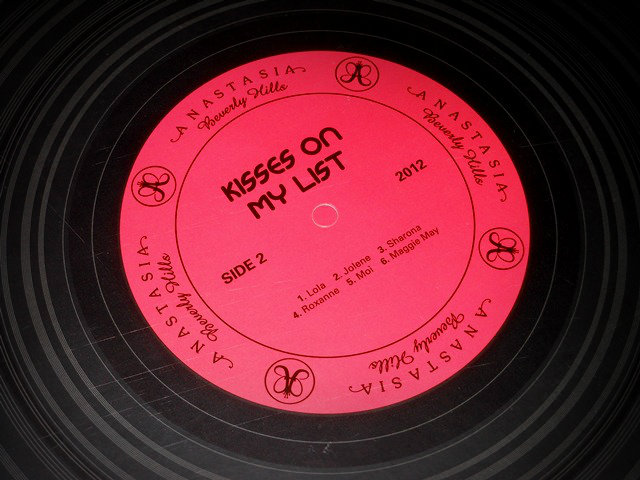 ANASTASIA
Beverly Hills
ANASTASIA
Beverly Hills
KISSES ON
MY LIST
2012
SIDE 2
1. Lola 2. Jolene 3. Sharona
4. Roxanne 5. Moi 6. Maggie May
ANASTASIA
Beverly Hills
ANASTASIA
Beverly Hills